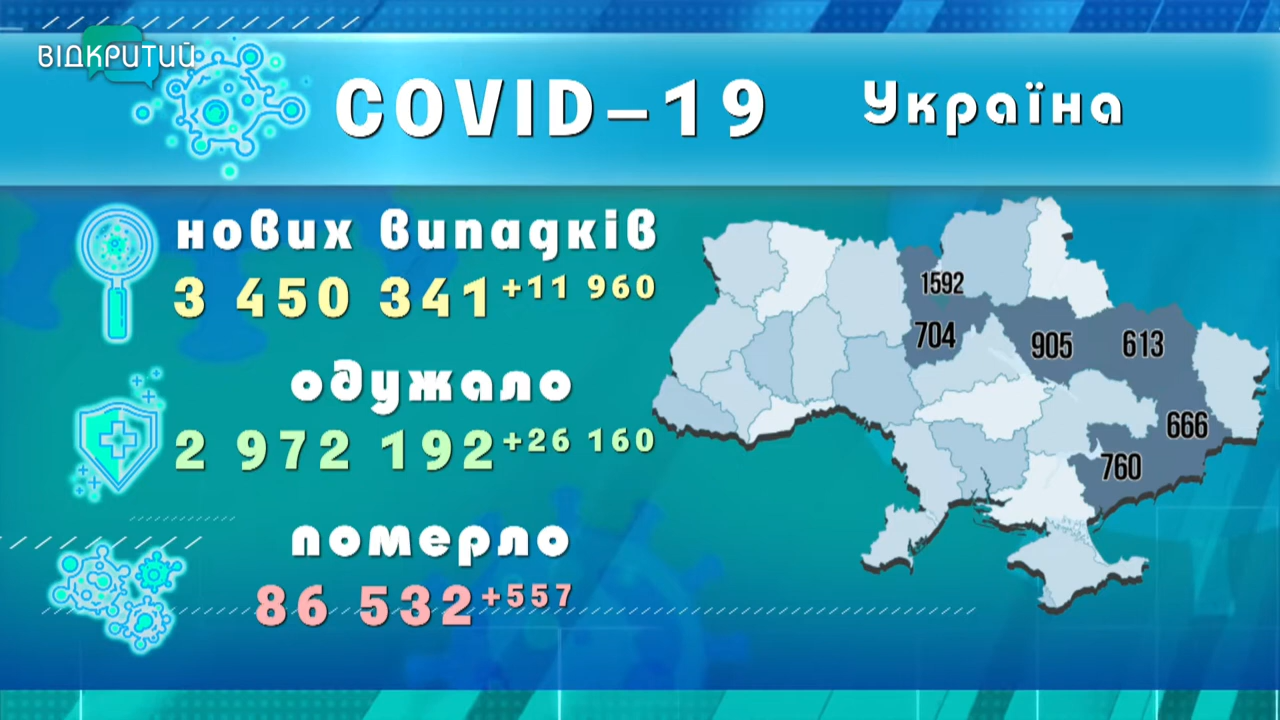 ВІДКРИТИЙ
COVID–19 Україна
нових випадків
3 450 341 +11 960
одужало
2 972 192 +26 160
померло
86 532 +557
1592
704
905
613
666
760